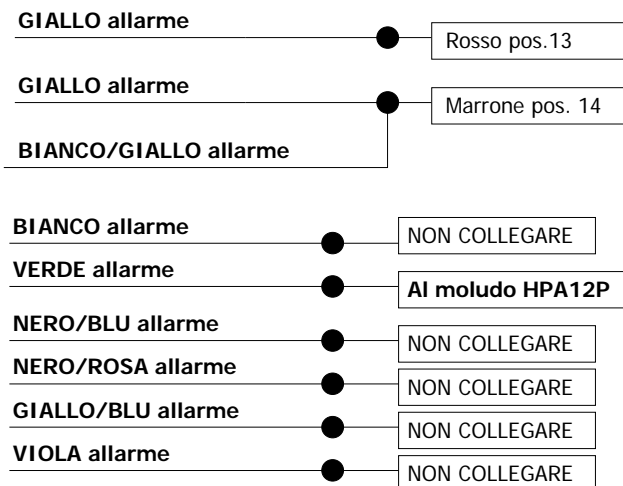 GIALLO allarme
Rosso pos.13
GIALLO allarme
Marrone pos. 14
BIANCO/GIALLO allarme
BIANCO allarme
NON COLLEGARE
VERDE allarme
Al moludo HPA12P
NERO/BLU allarme
NON COLLEGARE
NERO/ROSA allarme
NON COLLEGARE
GIALLO/BLU allarme
NON COLLEGARE
VIOLA allarme
NON COLLEGARE